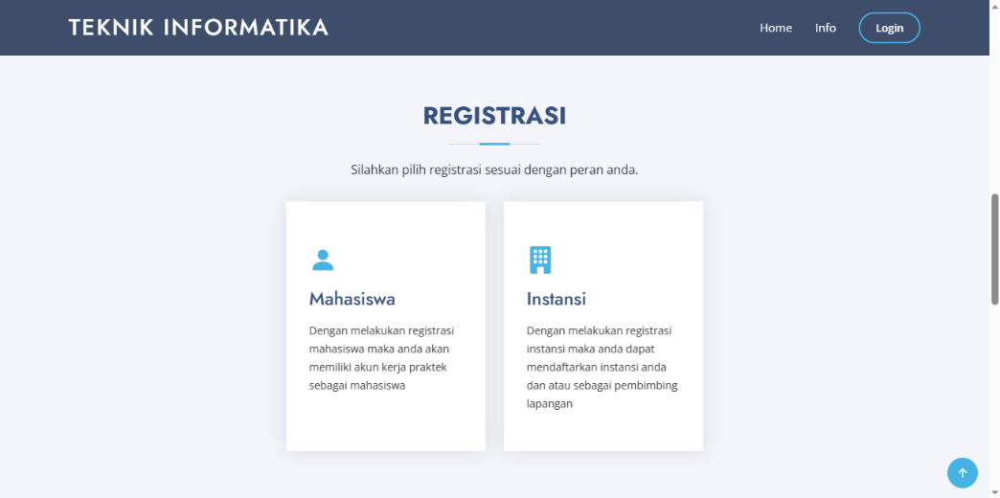 TEKNIK INFORMATIKA
Home Info Login
REGISTRASI
Silahkan pilih registrasi sesuai dengan peran anda.
Mahasiswa
Dengan melakukan registrasi
mahasiswa maka anda akan
memiliki akun kerja praktek
sebagai mahasiswa
Instansi
Dengan melakukan registrasi
instansi maka anda dapat
mendaftarkan instansi anda
dan atau sebagai pembimbing
lapangan